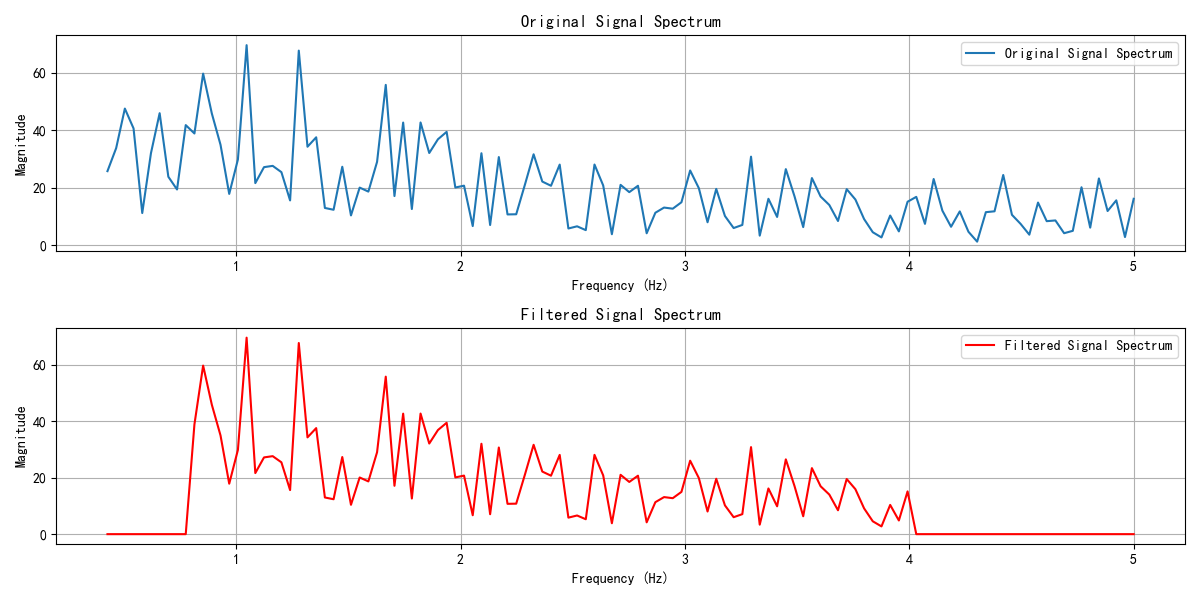 Original Signal Spectrum
Original Signal Spectrum
Magnitude
60
40
20
0
1 2 3 4 5
Frequency (Hz)
Filtered Signal Spectrum
Filtered Signal Spectrum
Magnitude
60
40
20
0
1 2 3 4 5
Frequency (Hz)